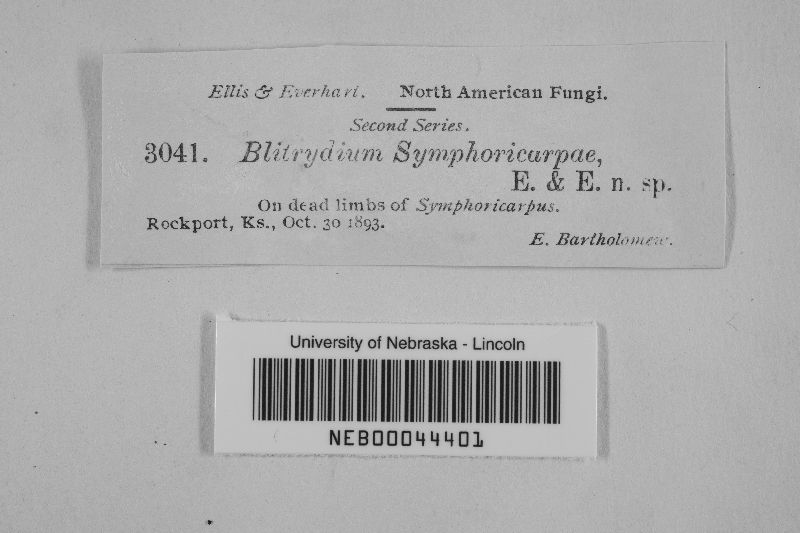 Ellis & Everhart. North American Fungi.
Second Series.
3041. Blitrydium Symphoricarpae,
E. & E. n. sp.
On dead limbs of Symphoricarpus.
Rockport, Ks., Oct. 30 1893.
E. Bartholomew.
University of Nebraska - Lincoln
NEB00044401